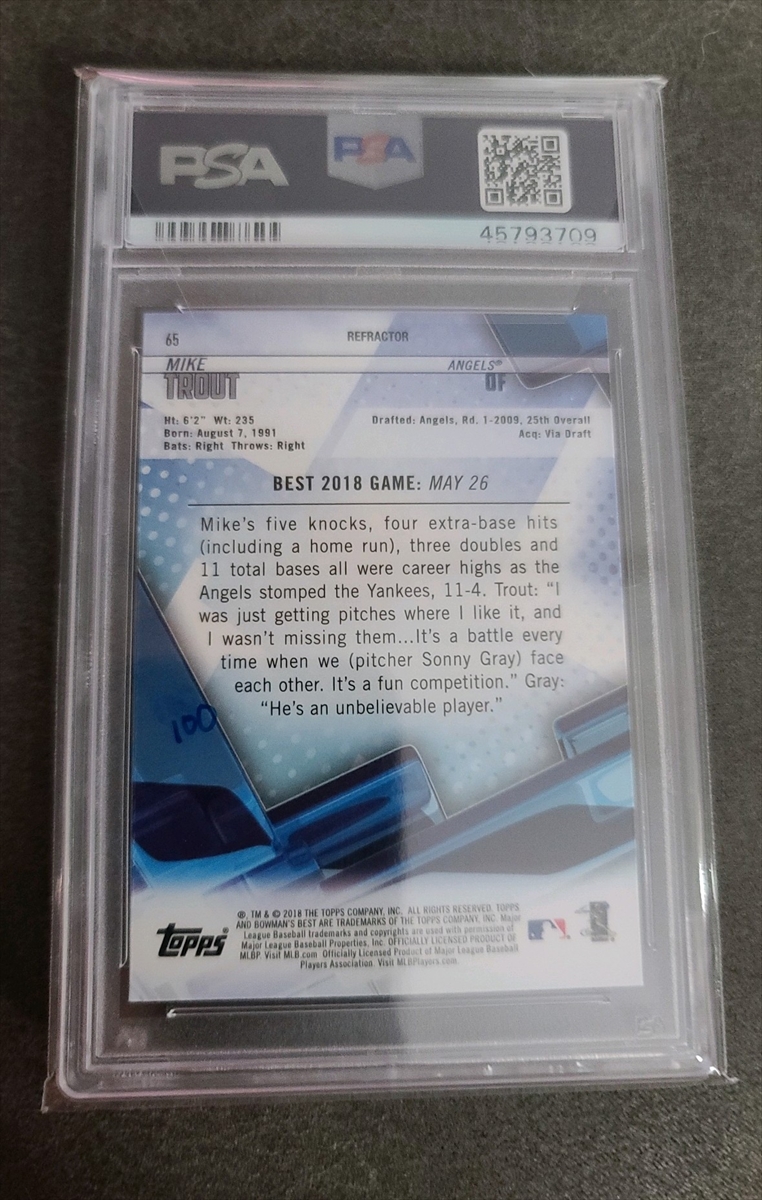 PSA
PSA
45793709
65
REFRACTOR
MIKE
TROUT
ANGELS®
OF
Ht: 6'2" Wt: 235
Born: August 7, 1991
Bats: Right Throws: Right
Drafted: Angels, Rd. 1-2009, 25th Overall
Acq: Via Draft
BEST 2018 GAME: MAY 26
Mike's five knocks, four extra-base hits
(including a home run), three doubles and
11 total bases all were career highs as the
Angels stomped the Yankees, 11-4. Trout: "I
was just getting pitches where I like it, and
I wasn't missing them...It's a battle every
time when we (pitcher Sonny Gray) face
each other. It's a fun competition." Gray:
"He's an unbelievable player."
100
Topps®
®, TM & © 2018 THE TOPPS COMPANY, INC. ALL RIGHTS RESERVED. TOPPS
AND BOWMAN'S BEST ARE TRADEMARKS OF THE TOPPS COMPANY, INC. Major
League Baseball trademarks and copyrights are used with permission of
Major League Baseball Properties, Inc. OFFICIALLY LICENSED PRODUCT OF
MLBP. Visit MLB.com Officially Licensed Product of Major League Baseball
Players Association. Visit MLBPlayers.com